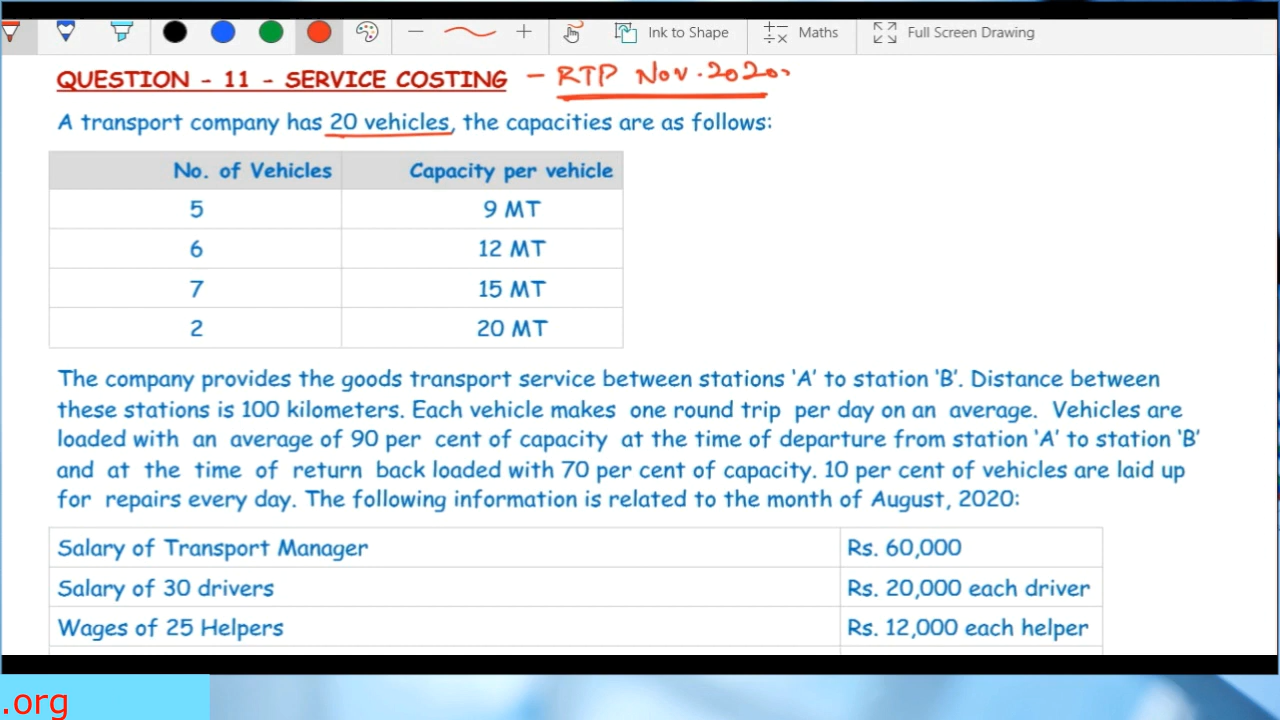 Ink to Shape Maths Full Screen Drawing
QUESTION - 11 - SERVICE COSTING - RTP Nov. 2020.
A transport company has 20 vehicles, the capacities are as follows:
No. of Vehicles Capacity per vehicle
5 9 MT
6 12 MT
7 15 MT
2 20 MT
The company provides the goods transport service between stations ‘A’ to station ‘B’. Distance between
these stations is 100 kilometers. Each vehicle makes one round trip per day on an average. Vehicles are
loaded with an average of 90 per cent of capacity at the time of departure from station ‘A’ to station ‘B’
and at the time of return back loaded with 70 per cent of capacity. 10 per cent of vehicles are laid up
for repairs every day. The following information is related to the month of August, 2020:
Salary of Transport Manager Rs. 60,000
Salary of 30 drivers Rs. 20,000 each driver
Wages of 25 Helpers Rs. 12,000 each helper
.org